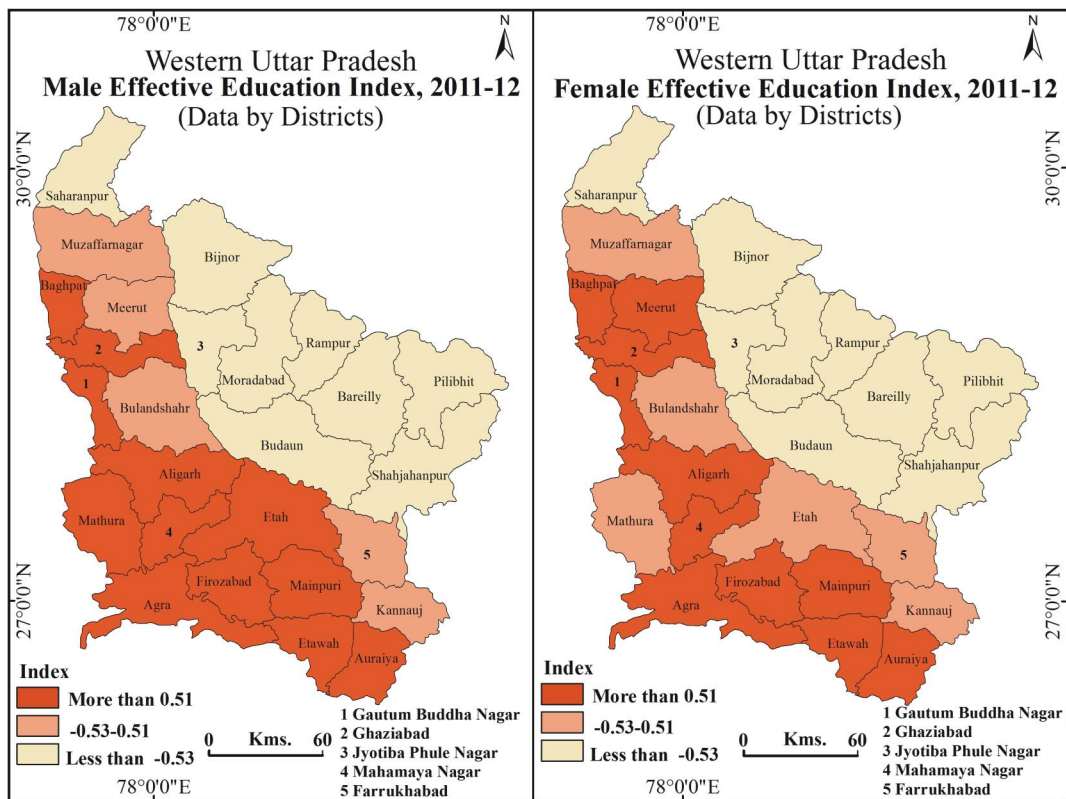 78°0'0"E
N
Western Uttar Pradesh
Male Effective Education Index, 2011-12
(Data by Districts)
30°0'0"N
Saharanpur
Muzaffarnagar
Bijnor
Baghpat
Meerut
2
3
Rampur
1
Moradabad
Pilibhit
Bareilly
Bulandshahr
Budaun
Shahjahanpur
Aligarh
Mathura
Etah
4
5
27°0'0"N
Firozabad
Mainpuri
Agra
Kannauj
Etawah
Auraiya
Index
More than 0.51
-0.53-0.51
Less than -0.53
0 Kms. 60
1 Gautum Buddha Nagar
2 Ghaziabad
3 Jyotiba Phule Nagar
4 Mahamaya Nagar
5 Farrukhabad
78°0'0"E
78°0'0"E
N
Western Uttar Pradesh
Female Effective Education Index, 2011-12
(Data by Districts)
30°0'0"N
Saharanpur
Muzaffarnagar
Bijnor
Baghpat
Meerut
2
3
Rampur
1
Moradabad
Pilibhit
Bareilly
Bulandshahr
Budaun
Shahjahanpur
Aligarh
Mathura
Etah
4
5
27°0'0"N
Firozabad
Mainpuri
Agra
Kannauj
Etawah
Auraiya
Index
More than 0.51
-0.53-0.51
Less than -0.53
0 Kms. 60
1 Gautum Buddha Nagar
2 Ghaziabad
3 Jyotiba Phule Nagar
4 Mahamaya Nagar
5 Farrukhabad
78°0'0"E